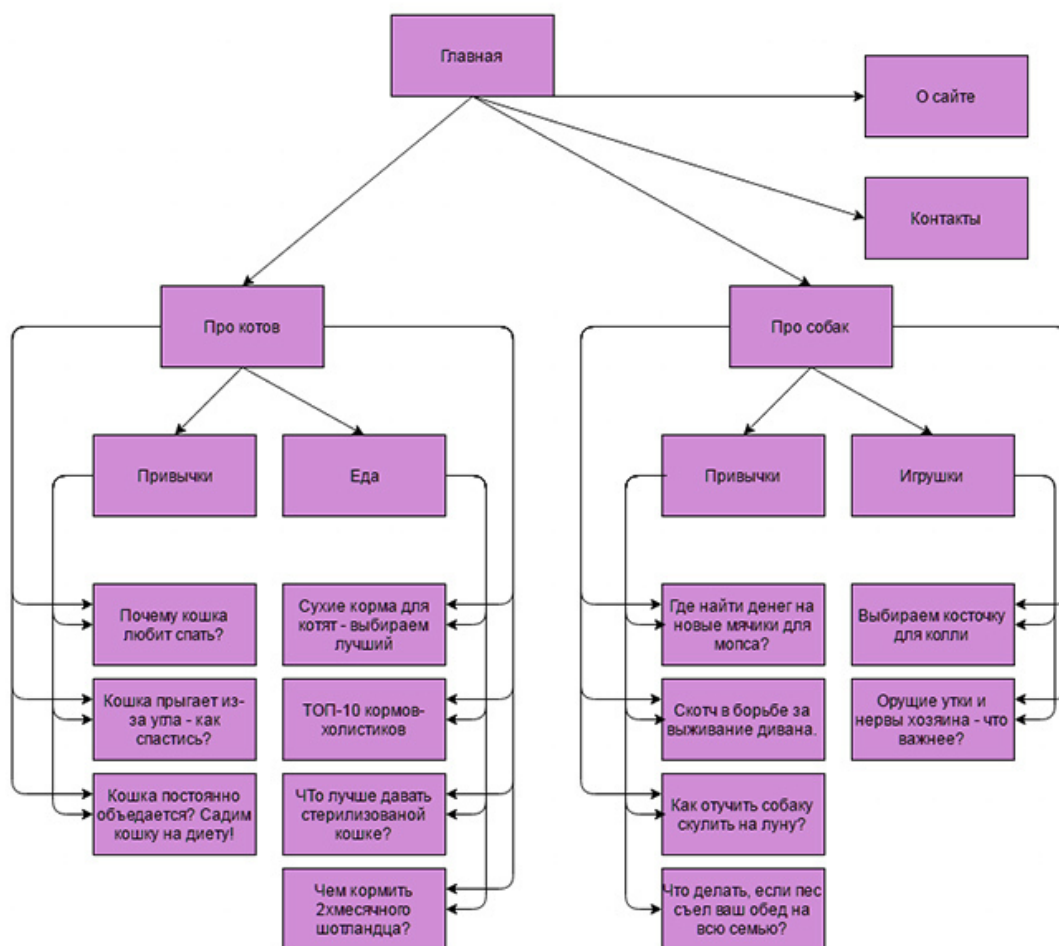 Главная
О сайте
Контакты
Про котов
Про собак
Привычки
Еда
Привычки
Игрушки
Почему кошка
любит спать?
Сухие корма для
котят - выбираем
лучший
Где найти денег на
новые мячики для
мопса?
Выбираем косточку
для колли
Кошка прыгает из-
за угла - как
спастись?
ТОП-10 кормов-
холистиков
Скотч в борьбе за
выживание дивана.
Орущие утки и
нервы хозяина - что
важнее?
Кошка постоянно
объедается? Садим
кошку на диету!
ЧТо лучше давать
стерилизованой
кошке?
Как отучить собаку
скулить на луну?
Чем кормить
2хмесячного
шотландца?
Что делать, если пес
съел ваш обед на
всю семью?